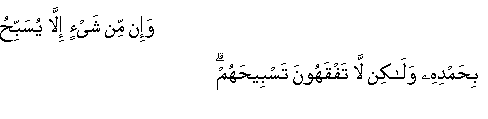 وَإِن مِّن شَىْءٍ إِلَّا يُسَبِّحُ
بِحَمْدِهِۦ وَلَـٰكِن لَّا تَفْقَهُونَ تَسْبِيحَهُمْ ۗ